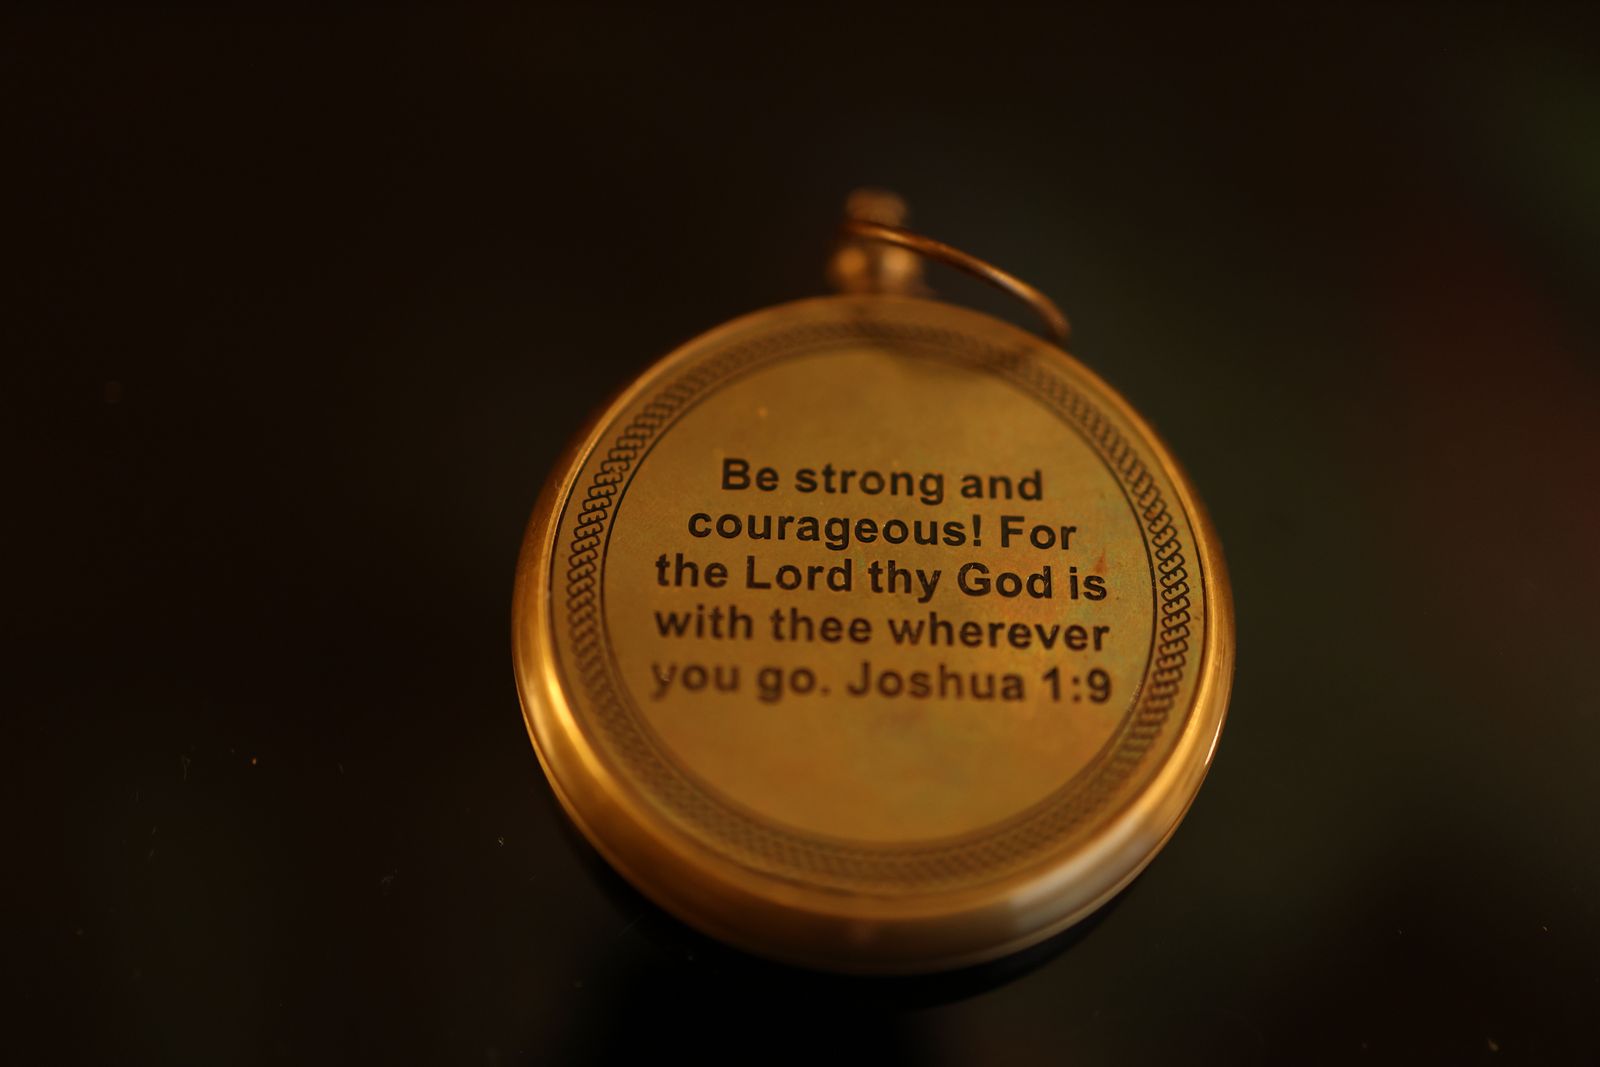 Be strong and
courageous! For
the Lord thy God is
with thee wherever
you go. Joshua 1:9